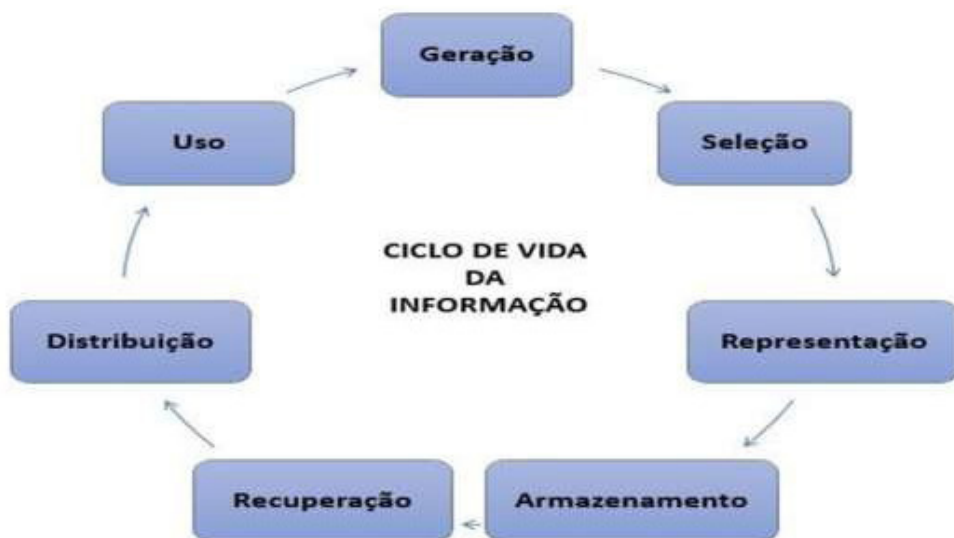 Geração
Uso
Seleção
CICLO DE VIDA
DA
INFORMAÇÃO
Distribuição
Representação
Recuperação
Armazenamento